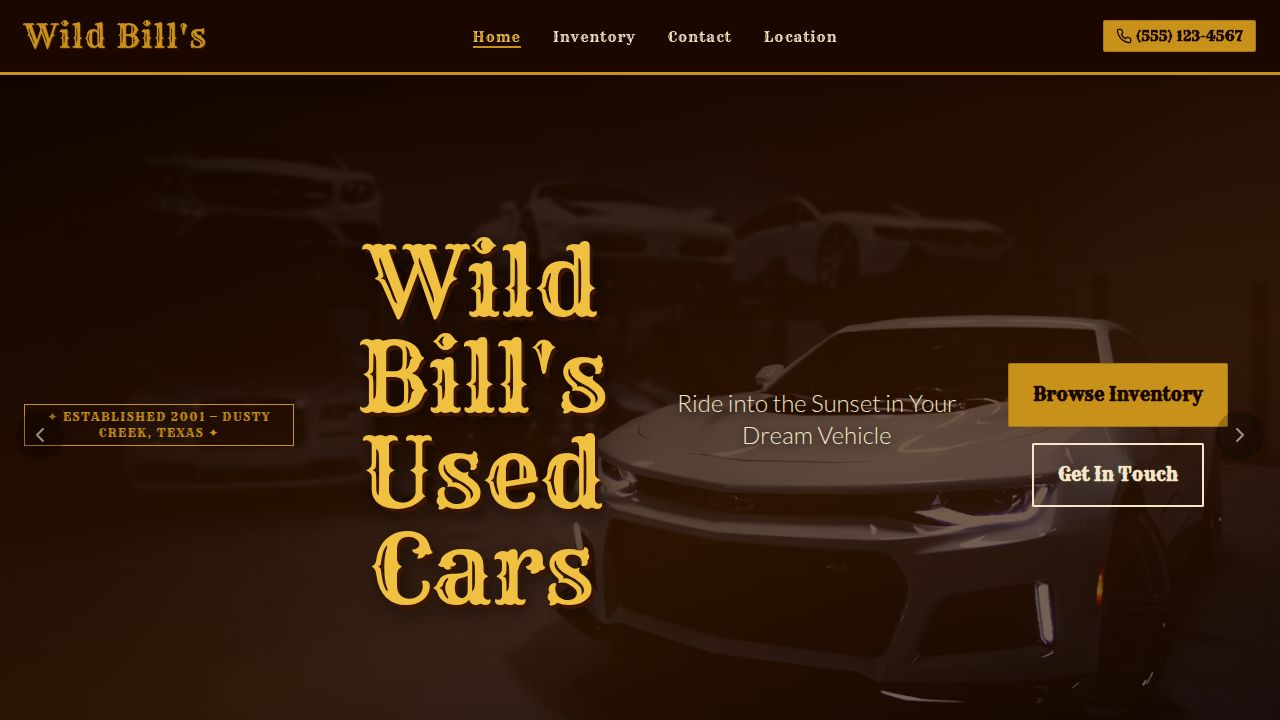 Wild Bill's
Home
Inventory
Contact
Location
(555) 123-4567
✦ ESTABLISHED 2001 — DUSTY
CREEK, TEXAS ✦
Wild
Bill's
Used
Cars
Ride into the Sunset in Your
Dream Vehicle
Browse Inventory
Get In Touch